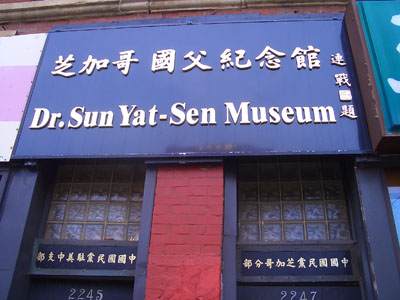 芝加哥國父紀念館
連戰題
Dr. Sun Yat-Sen Museum
中國國民黨駐美中支部
中國國民黨芝加哥分部
2245
2247